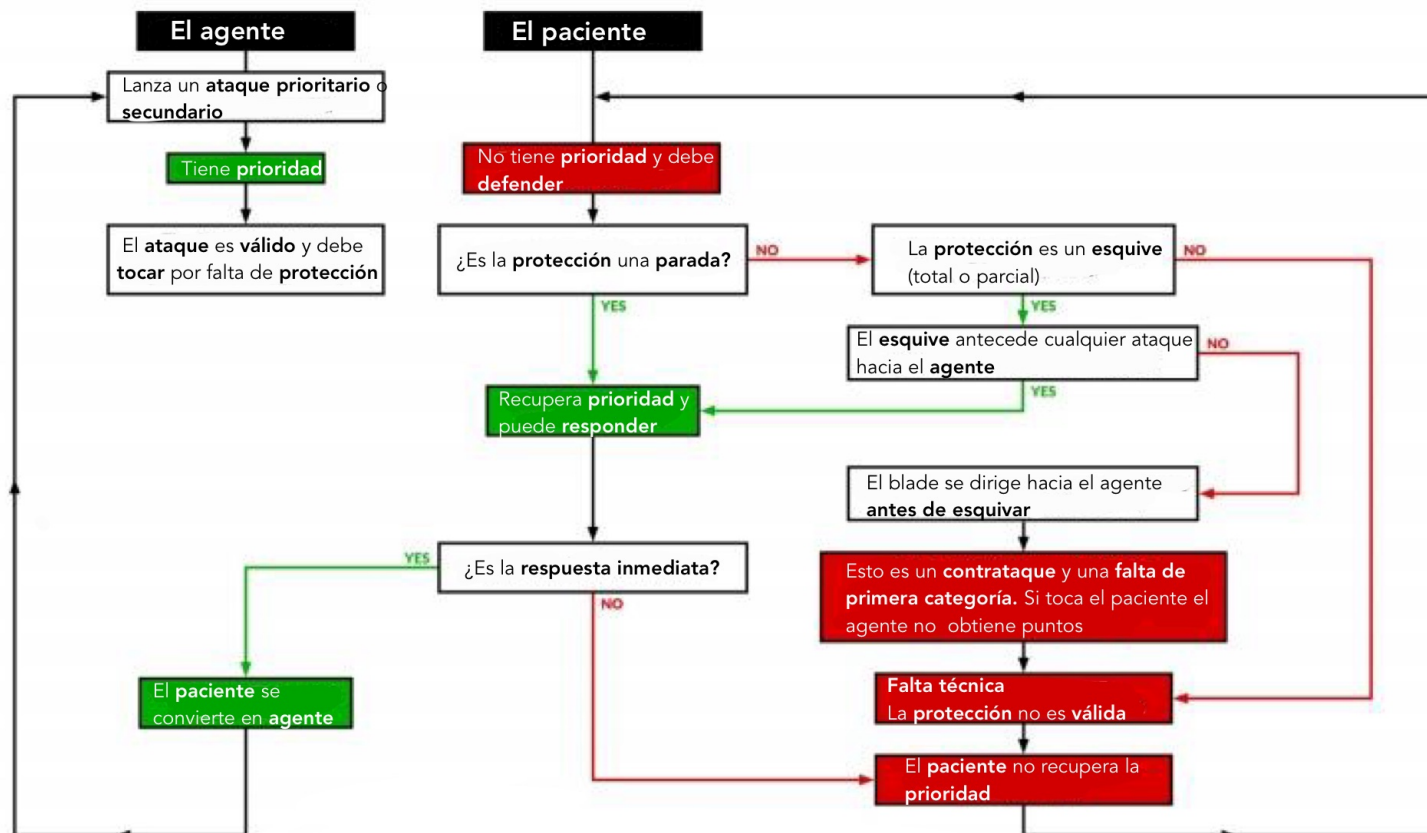 El agente
Lanza un ataque prioritario o
secundario
Tiene prioridad
El ataque es válido y debe
tocar por falta de protección
El paciente
No tiene prioridad y debe
defender
¿Es la protección una parada?
NO
YES
La protección es un esquive
(total o parcial)
NO
YES
El esquive antecede cualquier ataque
hacia el agente
NO
YES
Recupera prioridad y
puede responder
El blade se dirige hacia el agente
antes de esquivar
¿Es la respuesta inmediata?
YES
NO
Esto es un contrataque y una falta de
primera categoría. Si toca el paciente el
agente no obtiene puntos
El paciente se
convierte en agente
Falta técnica
La protección no es válida
El paciente no recupera la
prioridad